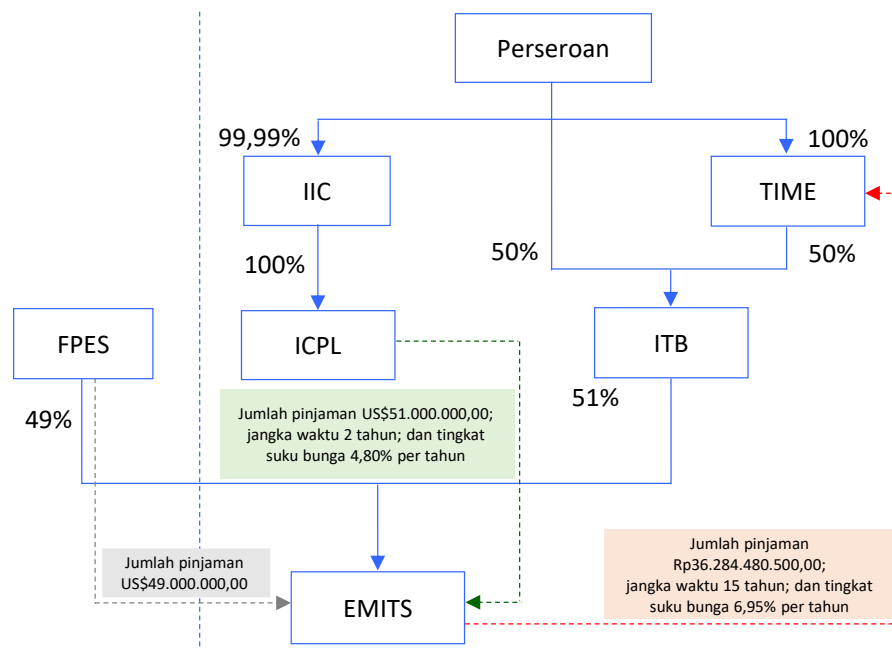 Perseroan
99,99%
100%
IIC
TIME
100%
50%
50%
FPES
ICPL
ITB
49%
51%
Jumlah pinjaman US$51.000.000,00;
jangka waktu 2 tahun; dan tingkat
suku bunga 4,80% per tahun
Jumlah pinjaman
US$49.000.000,00
EMITS
Jumlah pinjaman
Rp36.284.480.500,00;
jangka waktu 15 tahun; dan tingkat
suku bunga 6,95% per tahun